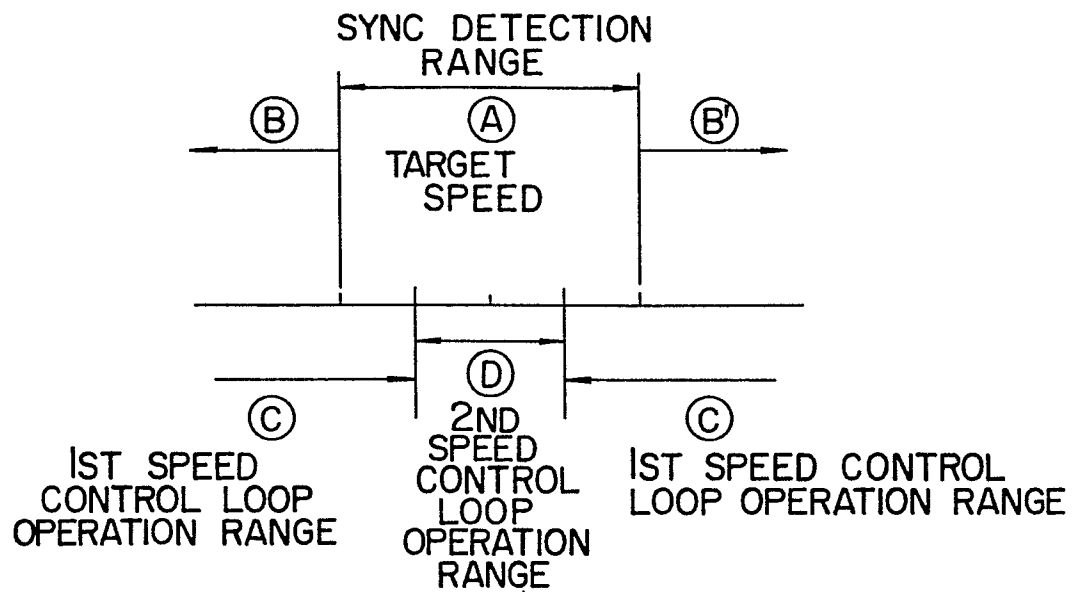 SYNC DETECTION
RANGE
B
A
B'
TARGET
SPEED
D
C
C
1ST SPEED
CONTROL LOOP
OPERATION RANGE
2ND
SPEED
CONTROL
LOOP
OPERATION
RANGE
1ST SPEED CONTROL
LOOP OPERATION RANGE